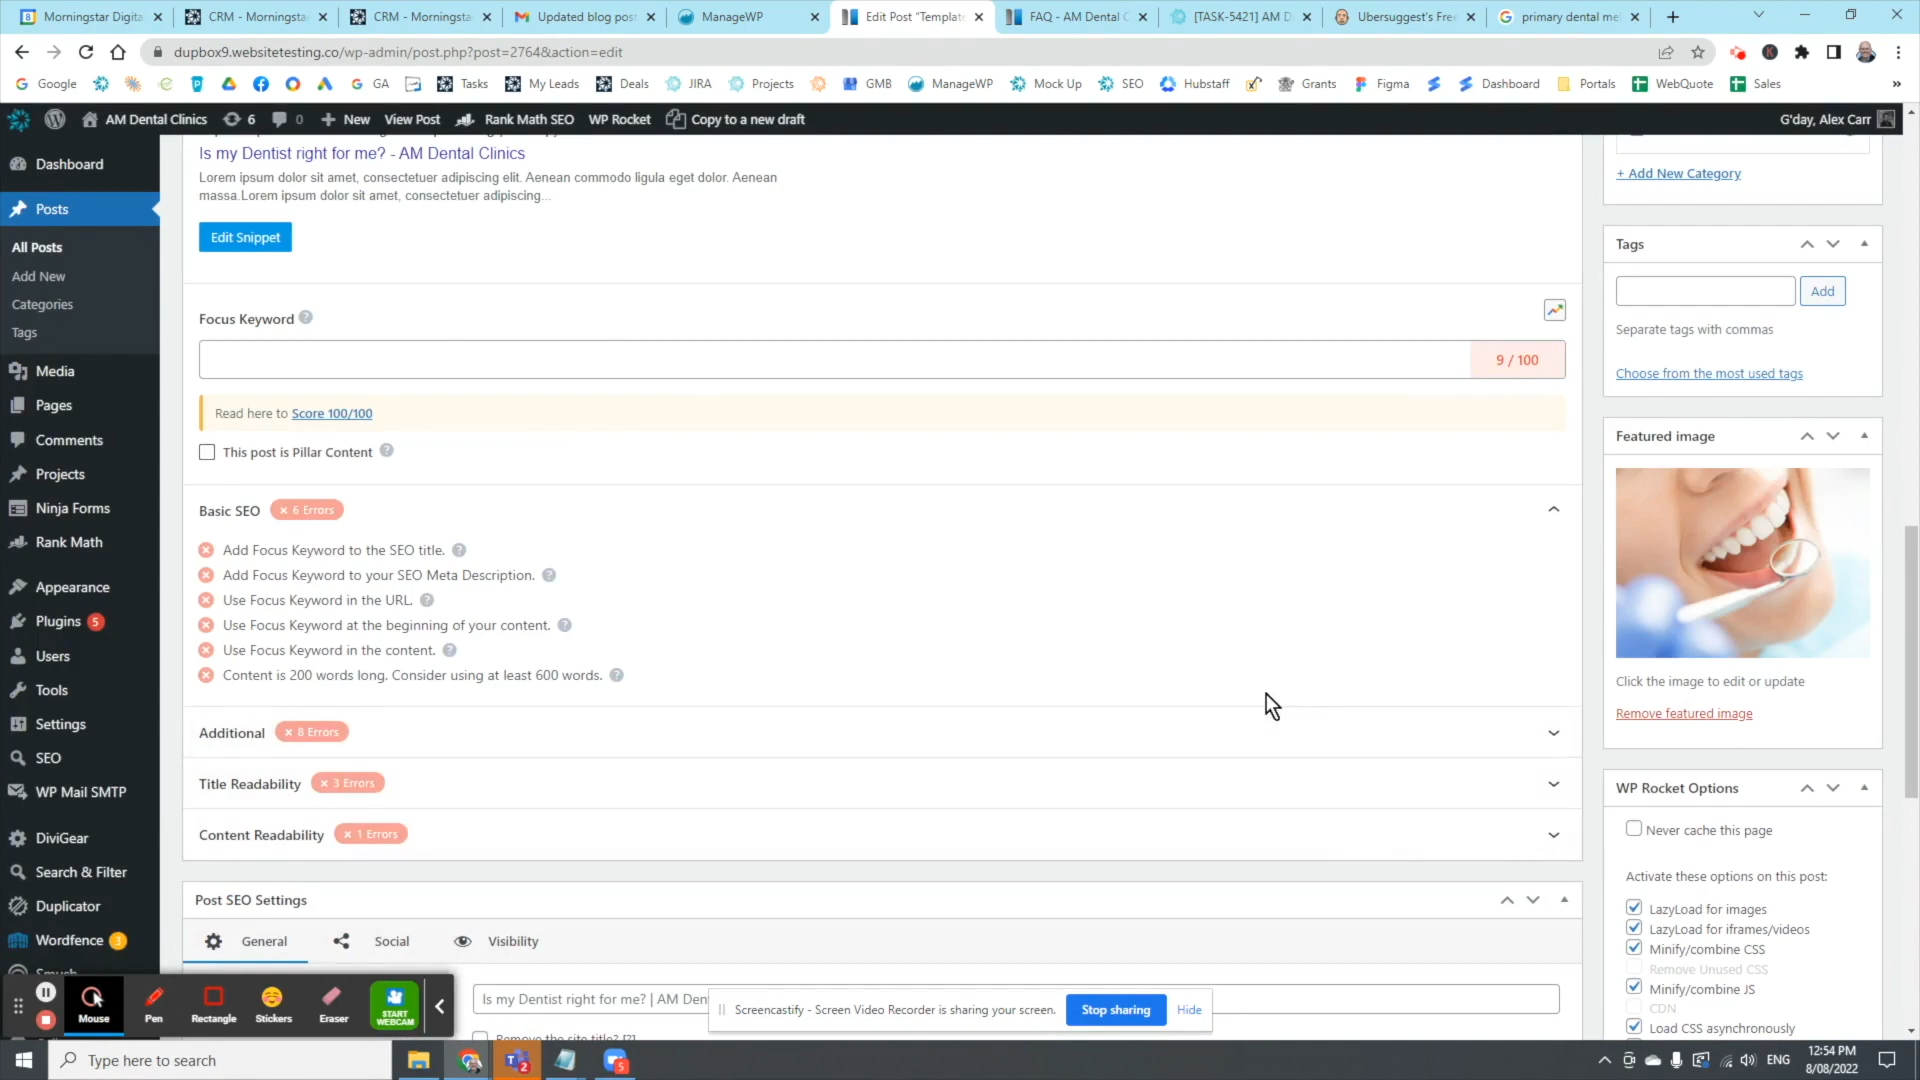 Morningstar Digita
CRM - Morningsta
CRM - Morningsta
Updated blog pos
ManageWP
Edit Post "Templat
FAQ - AM Dental C
[TASK-5421] AM D
Ubersuggest's Free
primary dental me
dupbox9.websitetesting.co/wp-admin/post.php?post=2764&action=edit
Google
GA
Tasks
My Leads
Deals
JIRA
Projects
GMB
ManageWP
Mock Up
SEO
Hubstaff
Grants
Figma
Dashboard
Portals
WebQuote
Sales
AM Dental Clinics
6
0
New
View Post
Rank Math SEO
WP Rocket
Copy to a new draft
G'day, Alex Carr
Dashboard
Posts
All Posts
Add New
Categories
Tags
Media
Pages
Comments
Projects
Ninja Forms
Rank Math
Appearance
Plugins 5
Users
Tools
Settings
SEO
WP Mail SMTP
DiviGear
Search & Filter
Duplicator
Wordfence 3
Smush
Is my Dentist right for me? - AM Dental Clinics
Lorem ipsum dolor sit amet, consectetuer adipiscing elit. Aenean commodo ligula eget dolor. Aenean
massa.Lorem ipsum dolor sit amet, consectetuer adipiscing...
Edit Snippet
Focus Keyword
9 / 100
Read here to Score 100/100
This post is Pillar Content
Basic SEO × 6 Errors
Add Focus Keyword to the SEO title.
Add Focus Keyword to your SEO Meta Description.
Use Focus Keyword in the URL.
Use Focus Keyword at the beginning of your content.
Use Focus Keyword in the content.
Content is 200 words long. Consider using at least 600 words.
Additional × 8 Errors
Title Readability × 3 Errors
Content Readability × 1 Errors
Post SEO Settings
General
Social
Visibility
Is my Dentist right for me? | AM Den
Remove the site title? [?]
+ Add New Category
Tags
Add
Separate tags with commas
Choose from the most used tags
Featured image
Click the image to edit or update
Remove featured image
WP Rocket Options
Never cache this page
Activate these options on this post:
LazyLoad for images
LazyLoad for iframes/videos
Minify/combine CSS
Remove Unused CSS
Minify/combine JS
CDN
Load CSS asynchronously
Mouse
Pen
Rectangle
Stickers
Eraser
START
WEBCAM
Screencastify - Screen Video Recorder is sharing your screen.
Stop sharing
Hide
Type here to search
2
5
ENG
12:54 PM
8/08/2022